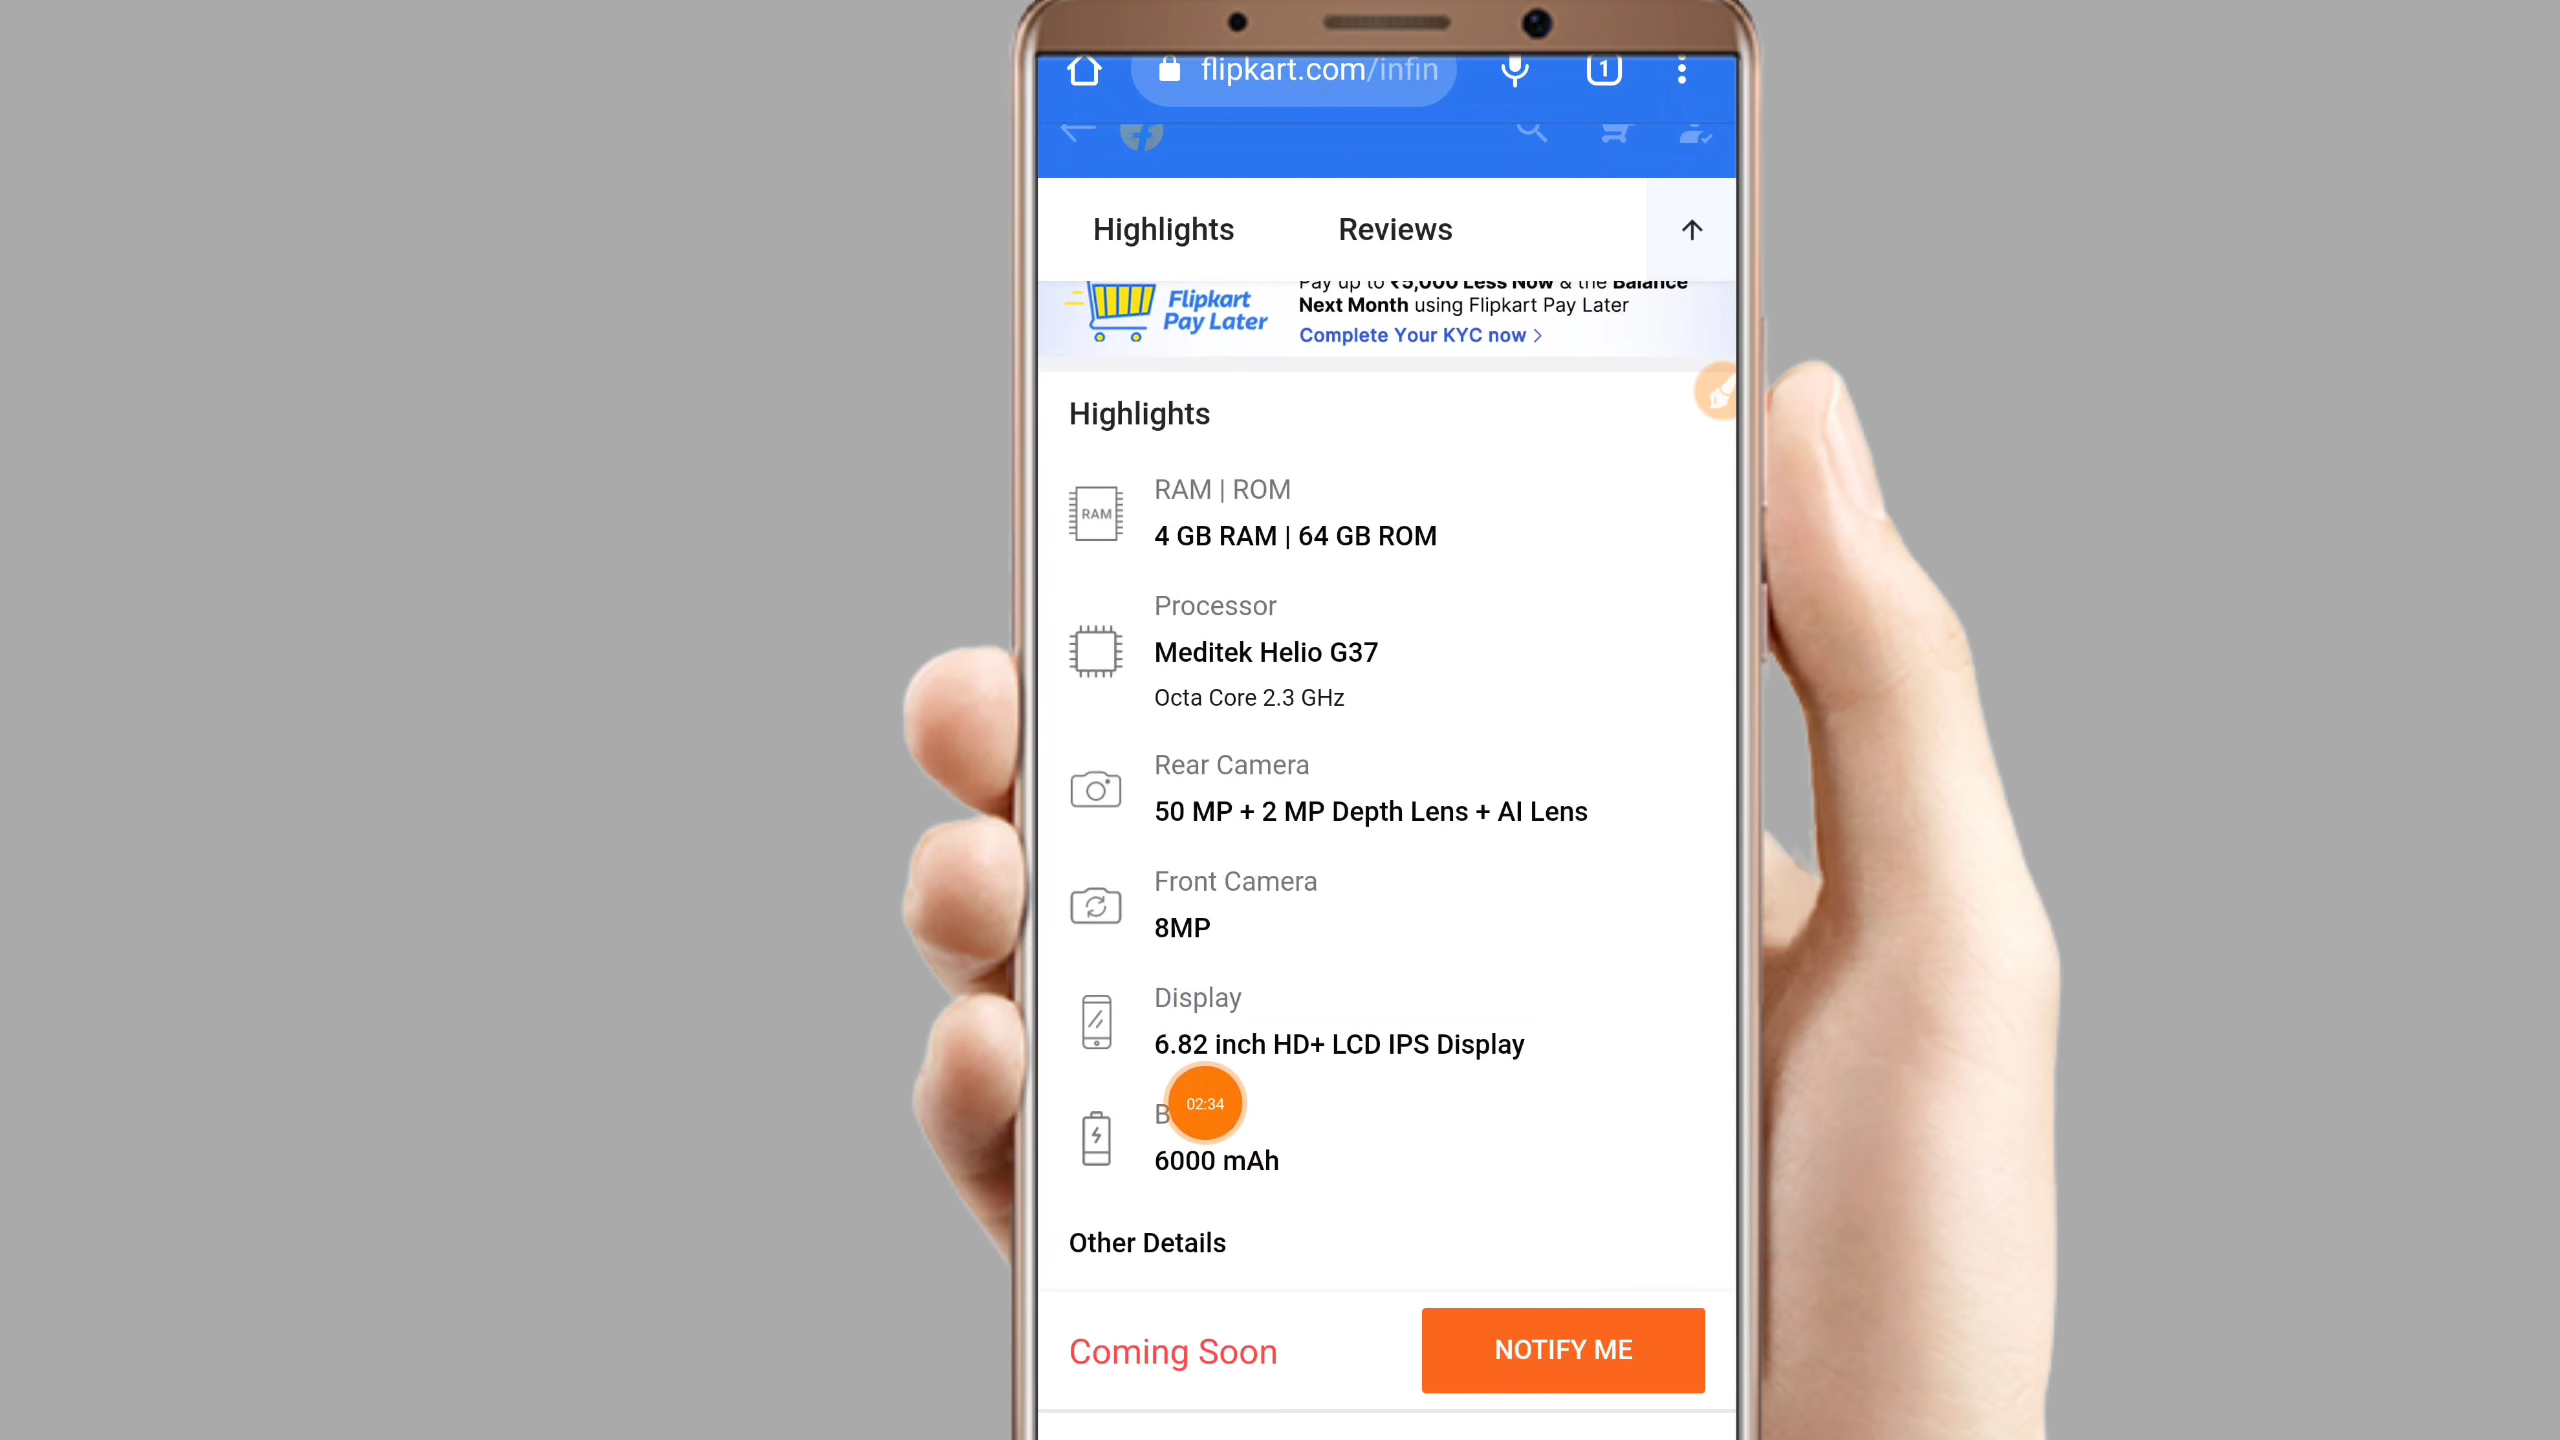 flipkart.com/infin
1
Highlights Reviews
Flipkart
Pay Later
Pay up to ₹5,000 Less Now & the Balance
Next Month using Flipkart Pay Later
Complete Your KYC now >
Highlights
RAM
RAM | ROM
4 GB RAM | 64 GB ROM
Processor
Meditek Helio G37
Octa Core 2.3 GHz
Rear Camera
50 MP + 2 MP Depth Lens + AI Lens
Front Camera
8MP
Display
6.82 inch HD+ LCD IPS Display
02:34
6000 mAh
Other Details
Coming Soon
NOTIFY ME